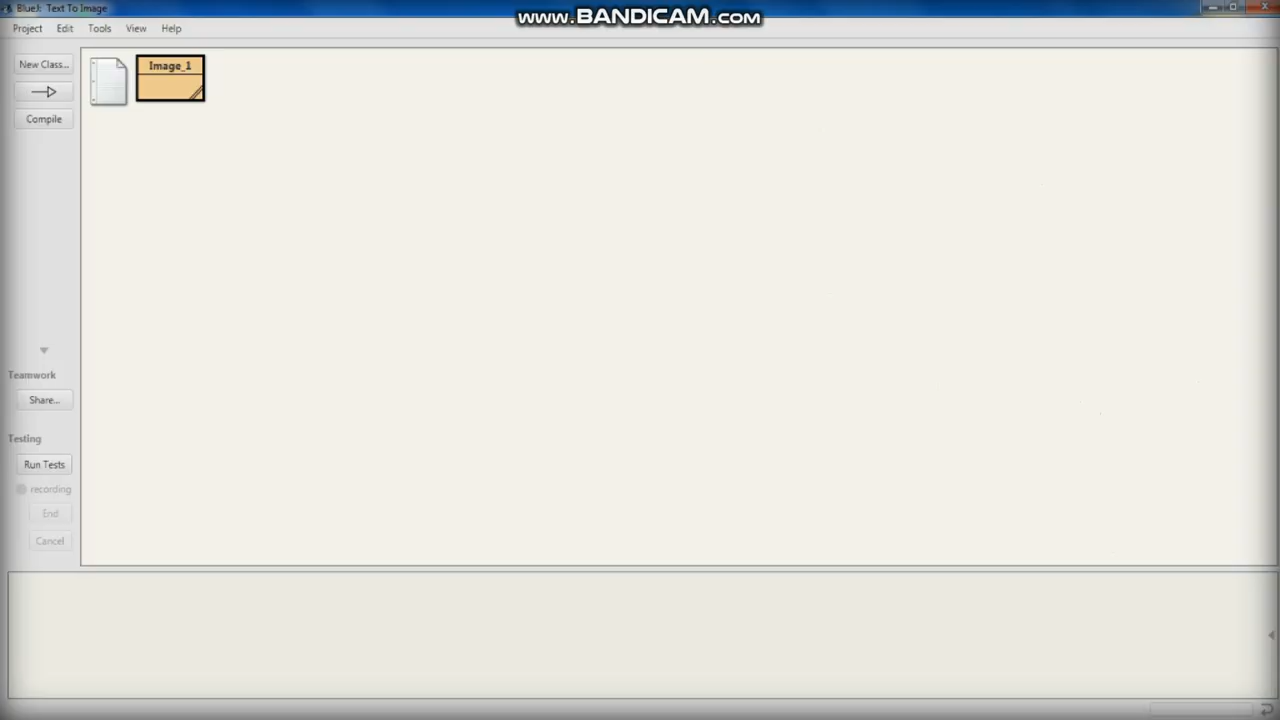 BlueJ: Text To Image
www.BANDICAM.com
Project Edit Tools View Help
New Class...
Image_1
Compile
Teamwork
Share...
Testing
Run Tests
recording
End
Cancel